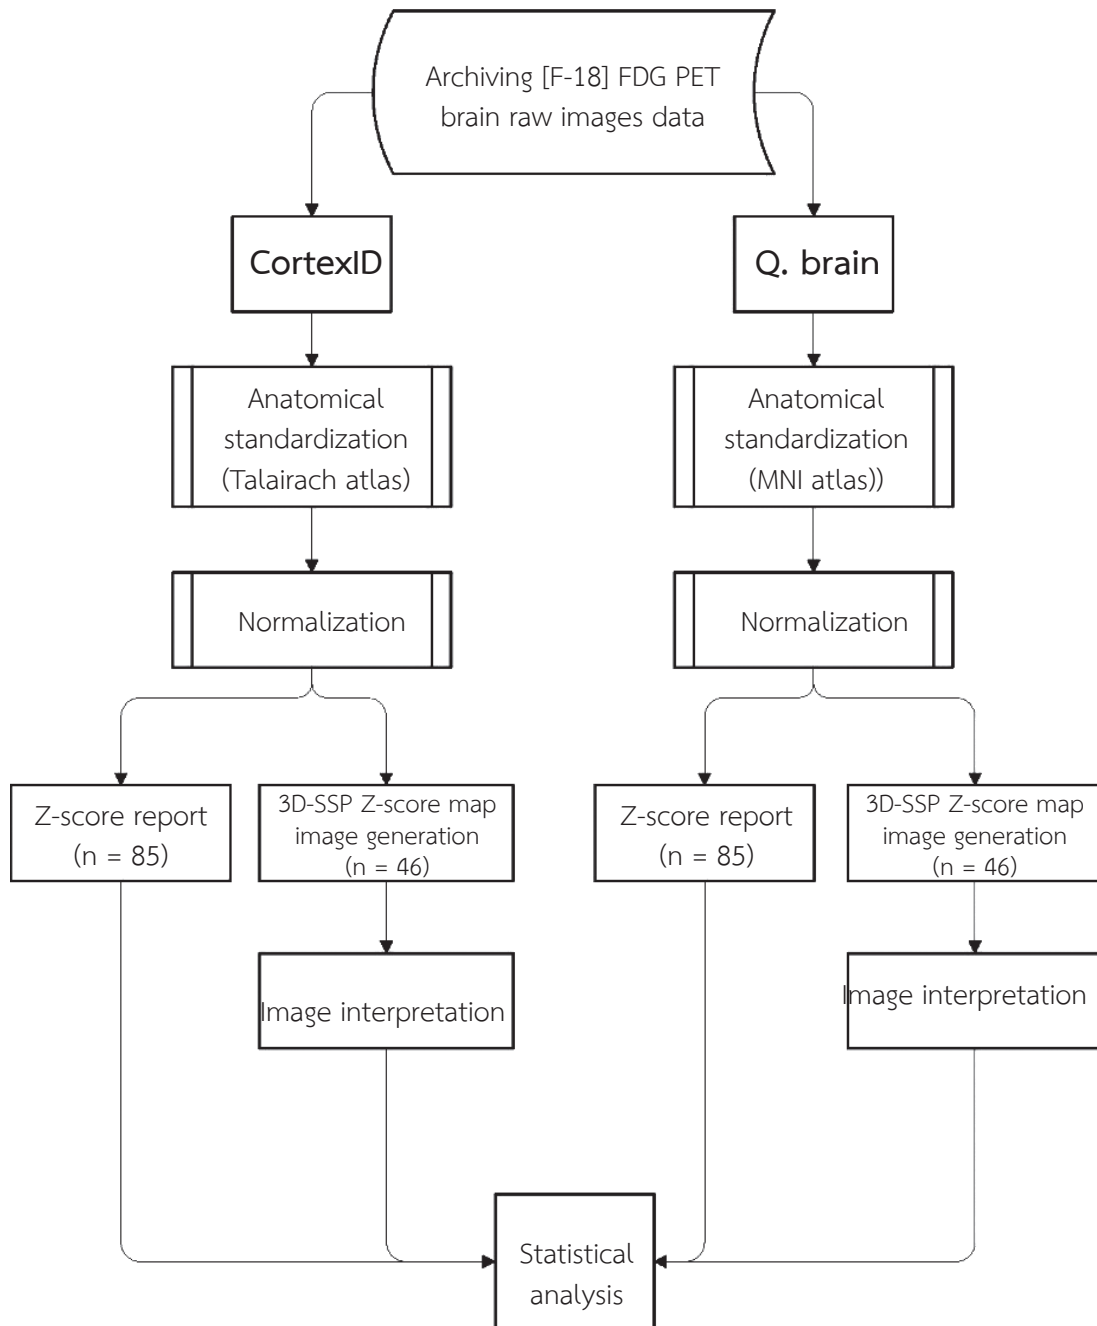 Archiving [F-18] FDG PET
brain raw images data
CortexID
Q. brain
Anatomical
standardization
(Talairach atlas)
Anatomical
standardization
(MNI atlas))
Normalization
Normalization
Z-score report
(n = 85)
3D-SSP Z-score map
image generation
(n = 46)
Z-score report
(n = 85)
3D-SSP Z-score map
image generation
(n = 46)
Image interpretation
Image interpretation
Statistical
analysis